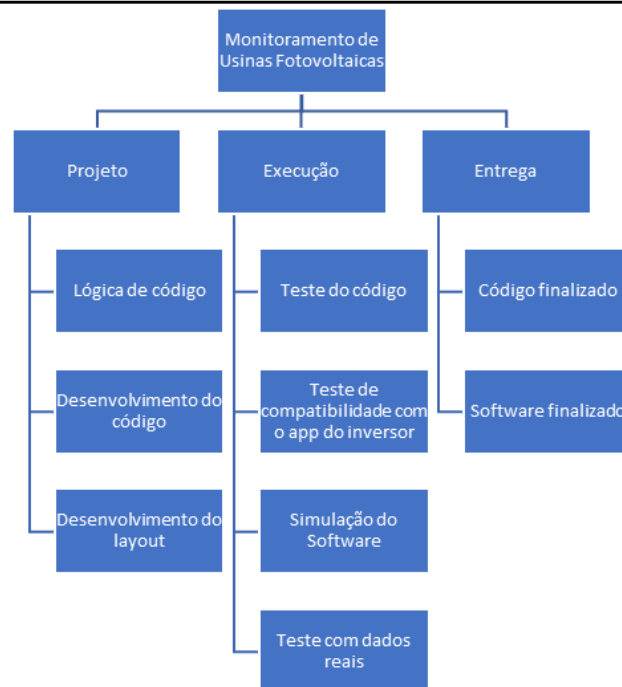 Monitoramento de
Usinas Fotovoltaicas
Projeto
Execução
Entrega
Lógica de código
Teste do código
Código finalizado
Desenvolvimento do
código
Teste de
compatibilidade com
o app do inversor
Software finalizado
Desenvolvimento do
layout
Simulação do
Software
Teste com dados
reais